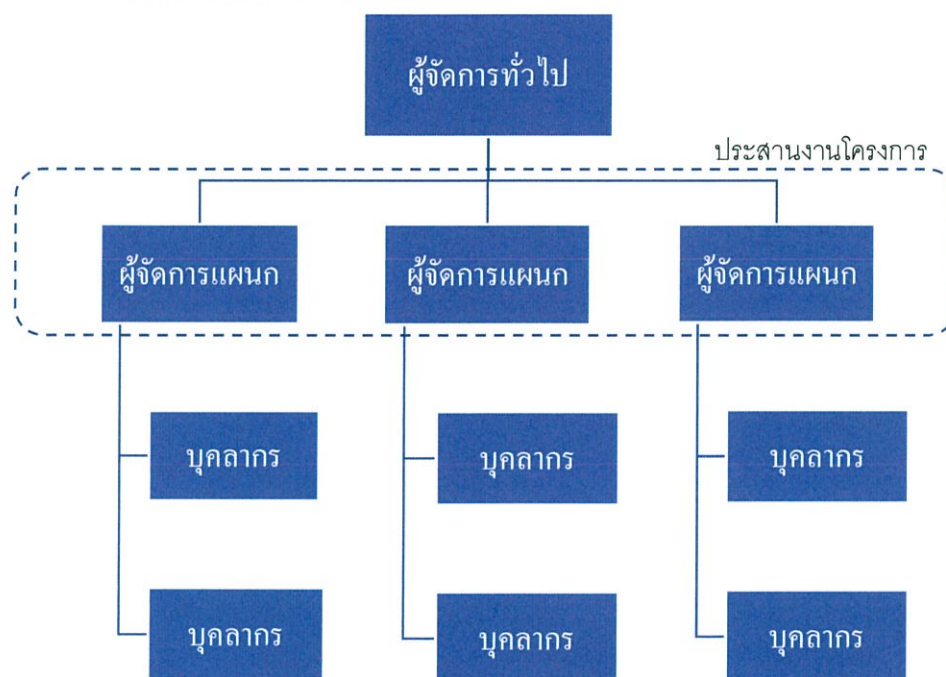 ผู้จัดการทั่วไป
ประสานงานโครงการ
ผู้จัดการแผนก
ผู้จัดการแผนก
ผู้จัดการแผนก
บุคลากร
บุคลากร
บุคลากร
บุคลากร
บุคลากร
บุคลากร